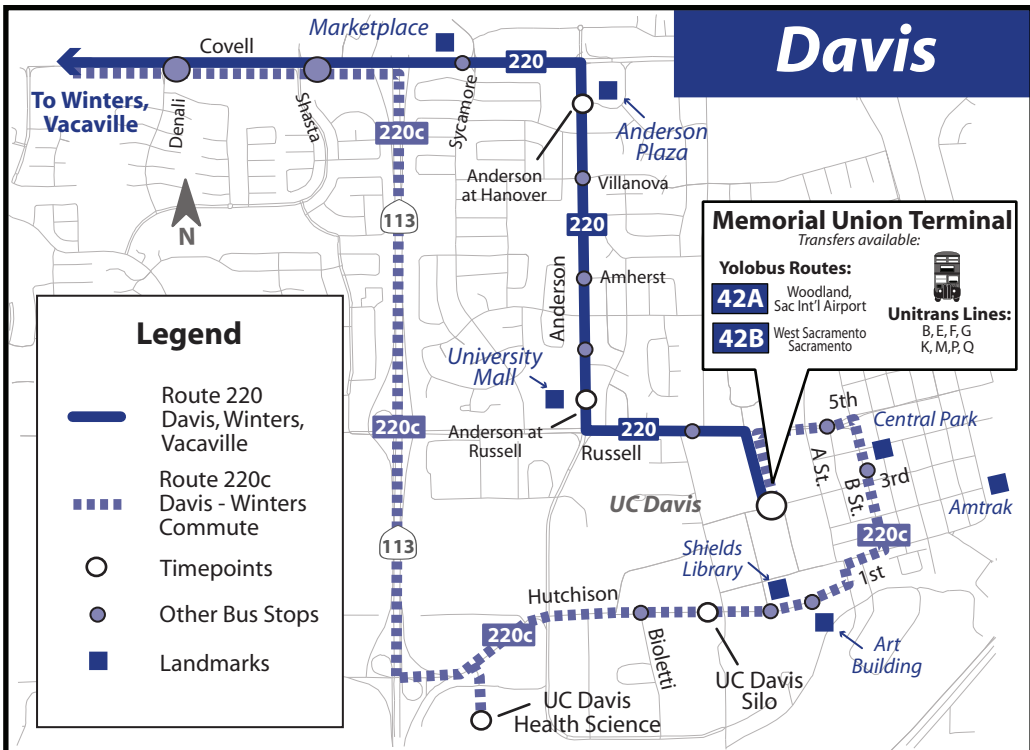 Davis
Marketplace
Covell
220
To Winters,
Vacaville
Denali
Shasta
Sycamore
220c
Anderson
Plaza
Anderson
at Hanover
Villanova
N
113
220
Memorial Union Terminal
Transfers available:
Yolobus Routes:
42A
Woodland,
Sac Int'l Airport
42B
West Sacramento
Sacramento
Unitrans Lines:
B, E, F, G
K, M,P, Q
Amherst
Anderson
University
Mall
220c
Anderson at
Russell
220
Russell
5th
A St.
B St.
Central Park
3rd
Amtrak
UC Davis
113
220c
Shields
Library
1st
Hutchison
220c
Bioletti
Art
Building
UC Davis
Silo
UC Davis
Health Science
Legend
Route 220
Davis, Winters,
Vacaville
Route 220c
Davis - Winters
Commute
Timepoints
Other Bus Stops
Landmarks